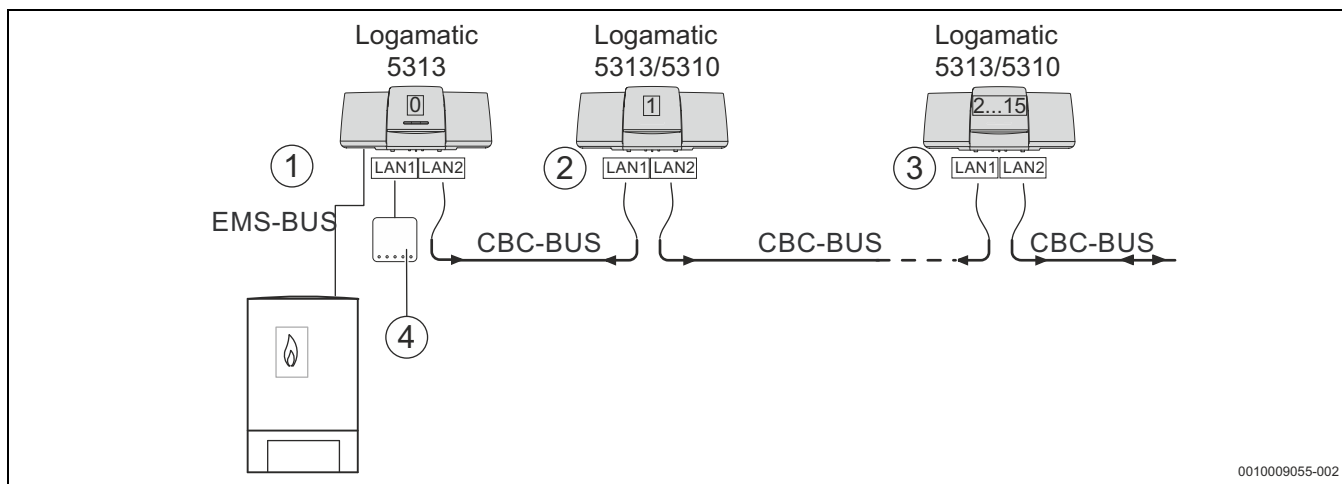 Logamatic
5313
Logamatic
5313/5310
Logamatic
5313/5310
0
1
2...15
1
LAN1 LAN2
2
LAN1 LAN2
3
LAN1 LAN2
EMS-BUS
CBC-BUS
CBC-BUS
CBC-BUS
4
0010009055-002